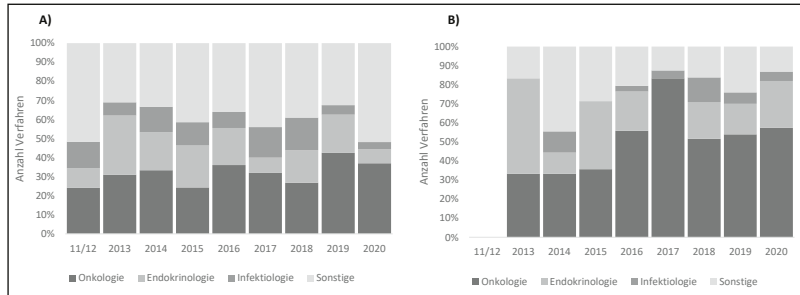 A)
100%
90%
80%
70%
60%
50%
40%
30%
20%
10%
0%
Anzahl Verfahren
11/12 2013 2014 2015 2016 2017 2018 2019 2020
Onkologie Endokrinologie Infektiologie Sonstige
B)
100%
90%
80%
70%
60%
50%
40%
30%
20%
10%
0%
Anzahl Verfahren
11/12 2013 2014 2015 2016 2017 2018 2019 2020
Onkologie Endokrinologie Infektiologie Sonstige